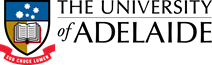 THE UNIVERSITY
of ADELAIDE
SUB CRUCE LUMEN